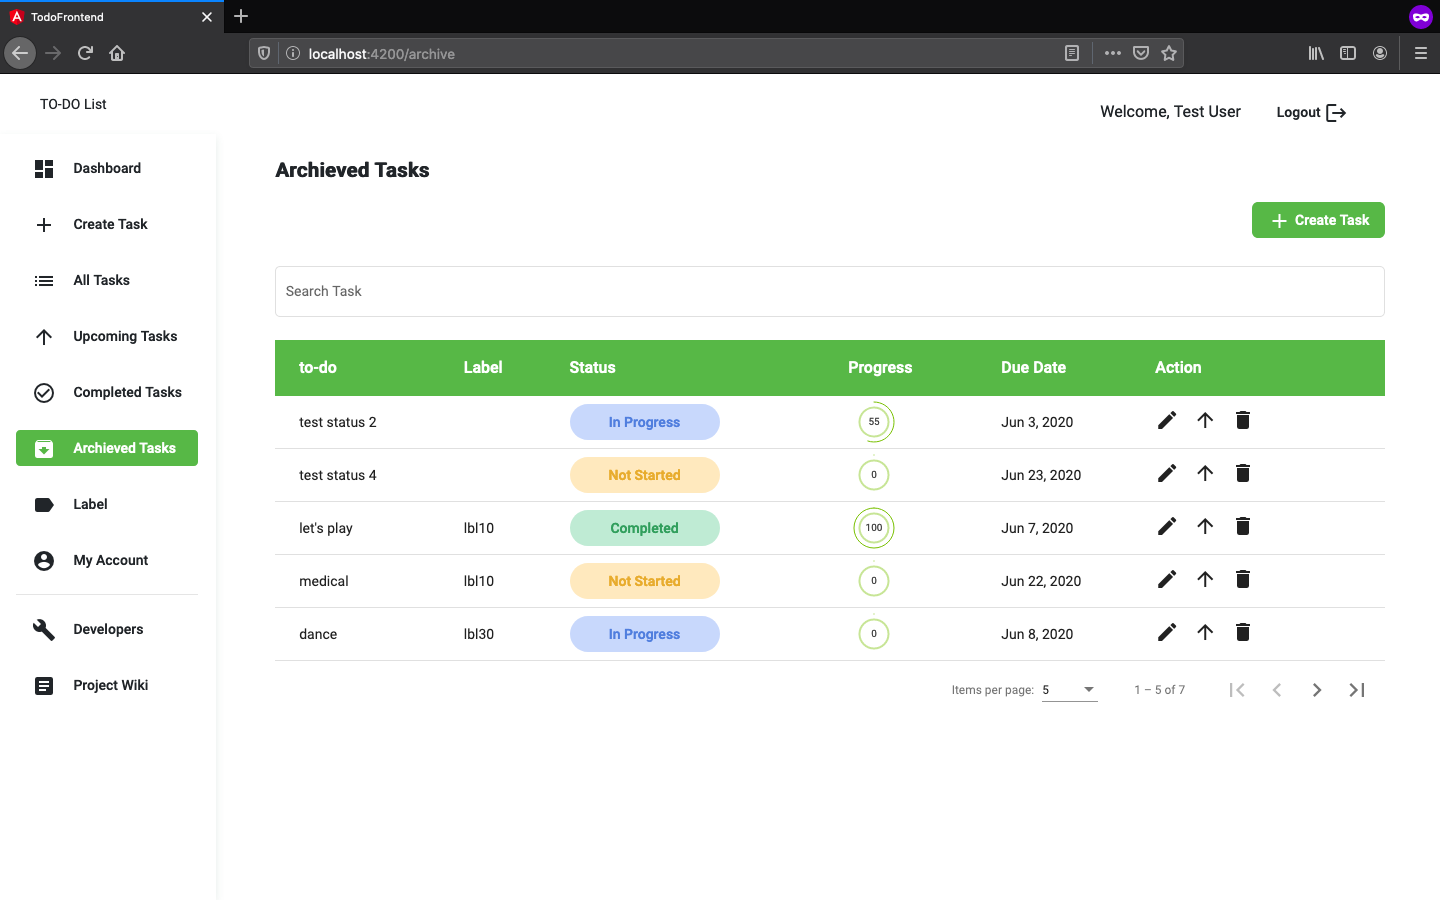 TodoFrontend
localhost:4200/archive
TO-DO List
Welcome, Test User
Logout
Dashboard
Create Task
All Tasks
Upcoming Tasks
Completed Tasks
Archieved Tasks
Label
My Account
Developers
Project Wiki
Archieved Tasks
Create Task
Search Task
to-do Label Status Progress Due Date Action
test status 2 In Progress 55 Jun 3, 2020
test status 4 Not Started 0 Jun 23, 2020
let's play lbl10 Completed 100 Jun 7, 2020
medical lbl10 Not Started 0 Jun 22, 2020
dance lbl30 In Progress 0 Jun 8, 2020
Items per page: 5 1 – 5 of 7